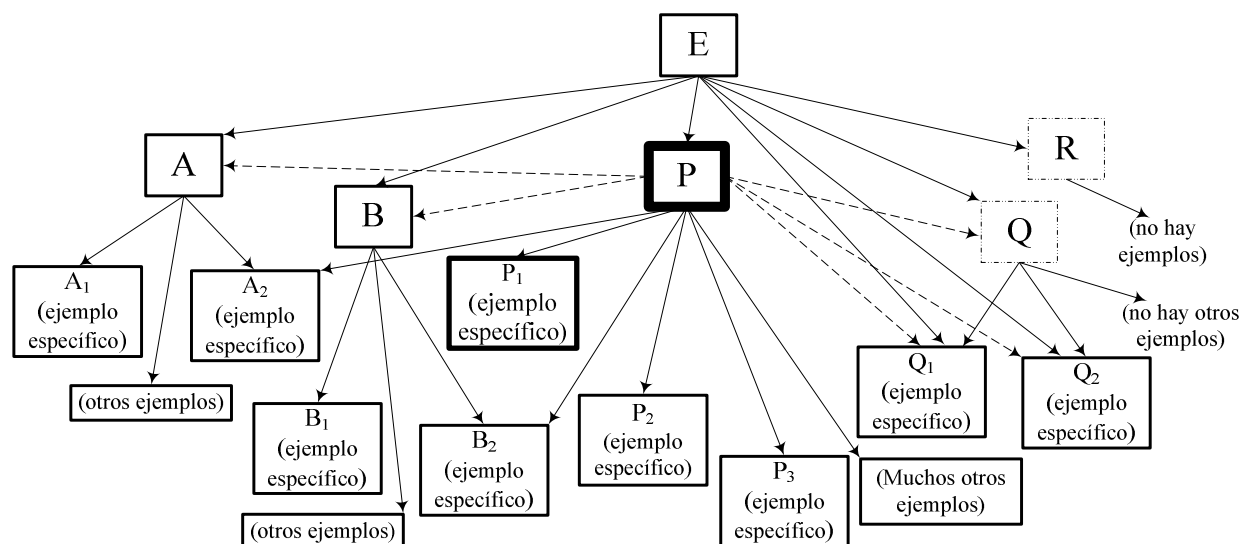 E
A
P
R
B
Q
(no hay
ejemplos)
A₁
(ejemplo
específico)
A₂
(ejemplo
específico)
P₁
(ejemplo
específico)
(no hay otros
ejemplos)
(otros ejemplos)
B₁
(ejemplo
específico)
B₂
(ejemplo
específico)
P₂
(ejemplo
específico)
Q₁
(ejemplo
específico)
Q₂
(ejemplo
específico)
P₃
(ejemplo
específico)
(Muchos otros
ejemplos)
(otros ejemplos)